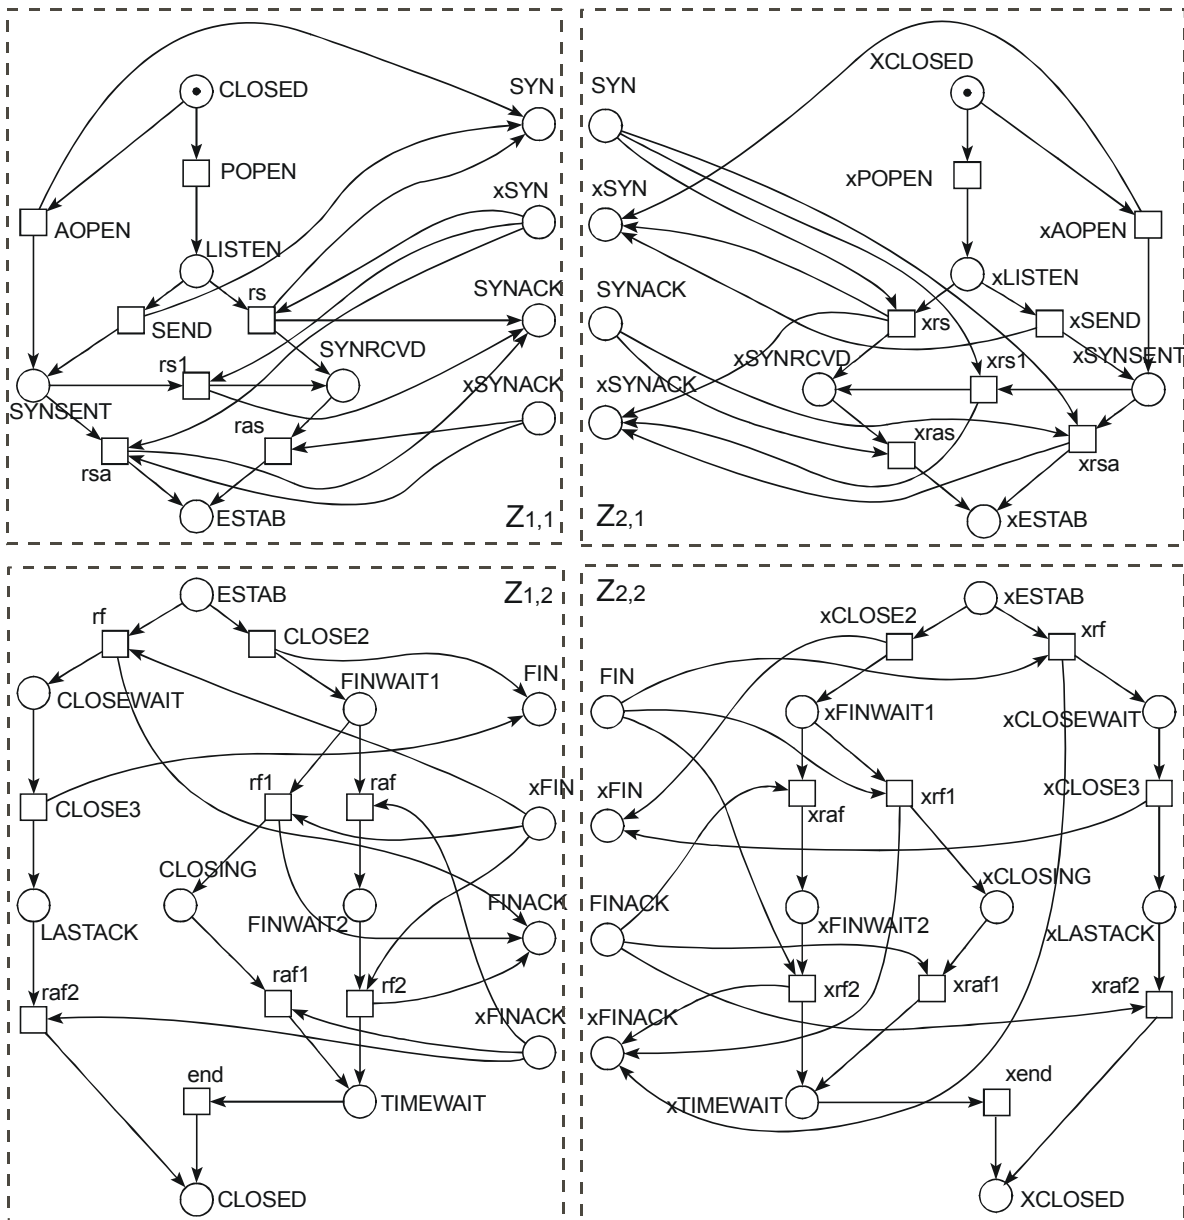 CLOSED
SYN
POPEN
xSYN
AOPEN
LISTEN
rs
SYNACK
SEND
SYNRCVD
rs1
xSYNACK
SYNSENT
ras
rsa
ESTAB
Z1,1
XCLOSED
SYN
xPOPEN
xSYN
xAOPEN
xLISTEN
SYNACK
xrs
xSEND
xSYNRCVD
xrs1
xSYNSENT
xSYNACK
xras
xrsa
Z2,1
xESTAB
ESTAB
Z1,2
rf
CLOSE2
FIN
FINWAIT1
CLOSEWAIT
rf1
raf
xFIN
CLOSE3
CLOSING
FINWAIT2
FINACK
LASTACK
raf1
rf2
raf2
xFINACK
end
TIMEWAIT
CLOSED
Z2,2
xESTAB
xCLOSE2
xrf
FIN
xFINWAIT1
xCLOSEWAIT
xFIN
xrf1
xCLOSE3
xraf
xCLOSING
FINACK
xFINWAIT2
xLASTACK
xrf2
xraf1
xraf2
xFINACK
xend
xTIMEWAIT
XCLOSED